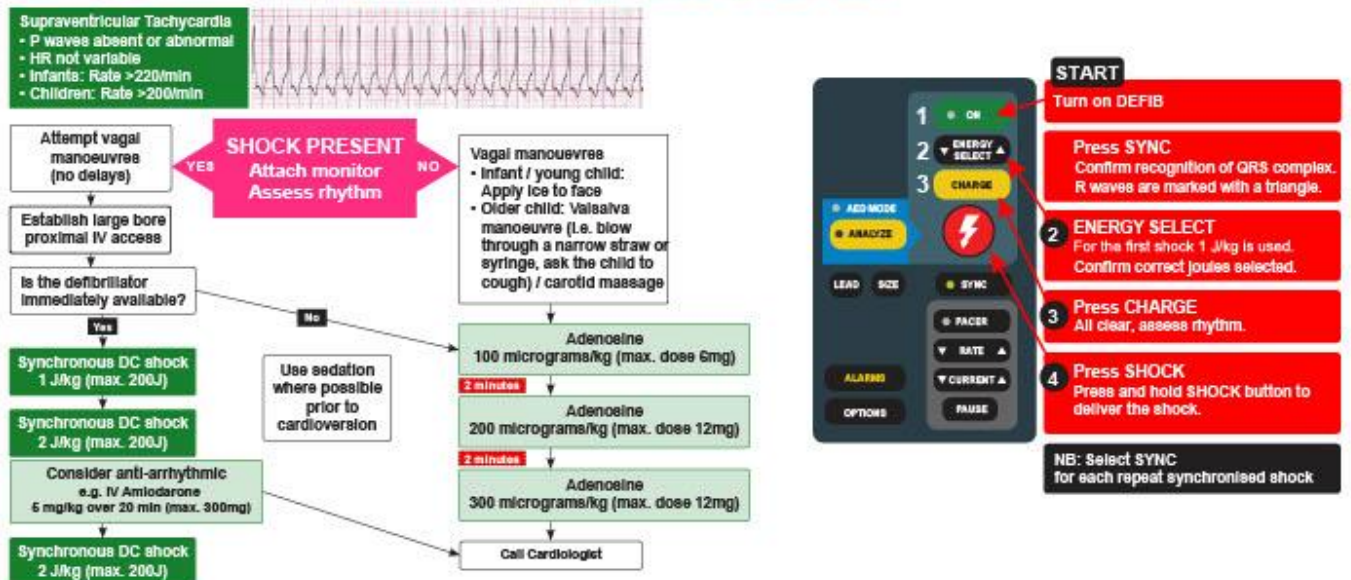 Supraventricular Tachycardia
• P waves absent or abnormal
• HR not variable
• Infants: Rate >220/min
• Children: Rate >200/min
SHOCK PRESENT
Attach monitor
Assess rhythm
YES
NO
Attempt vagal
manoeuvres
(no delays)
Establish large bore
proximal IV access
Is the defibrillator
immediately available?
Yes
No
Synchronous DC shock
1 J/kg (max. 200J)
Synchronous DC shock
2 J/kg (max. 200J)
Consider anti-arrhythmic
e.g. IV Amiodarone
5 mg/kg over 20 min (max. 300mg)
Synchronous DC shock
2 J/kg (max. 200J)
Use sedation
where possible
prior to
cardioversion
Vagal manouevres
• Infant / young child:
Apply ice to face
• Older child: Valsalva
manoeuvre (i.e. blow
through a narrow straw or
syringe, ask the child to
cough) / carotid massage
Adenosine
100 micrograms/kg (max. dose 6mg)
2 minutes
Adenosine
200 micrograms/kg (max. dose 12mg)
2 minutes
Adenosine
300 micrograms/kg (max. dose 12mg)
Call Cardiologist
1 ON
2 ENERGY
SELECT
3 CHARGE
AED MODE
ANALYZE
LEAD SIZE SYNC
PACER
RATE
ALARMS
CURRENT
OPTIONS
PAUSE
START
Turn on DEFIB
Press SYNC
Confirm recognition of QRS complex.
R waves are marked with a triangle.
2 ENERGY SELECT
For the first shock 1 J/kg is used.
Confirm correct joules selected.
3 Press CHARGE
All clear, assess rhythm.
4 Press SHOCK
Press and hold SHOCK button to
deliver the shock.
NB: Select SYNC
for each repeat synchronised shock